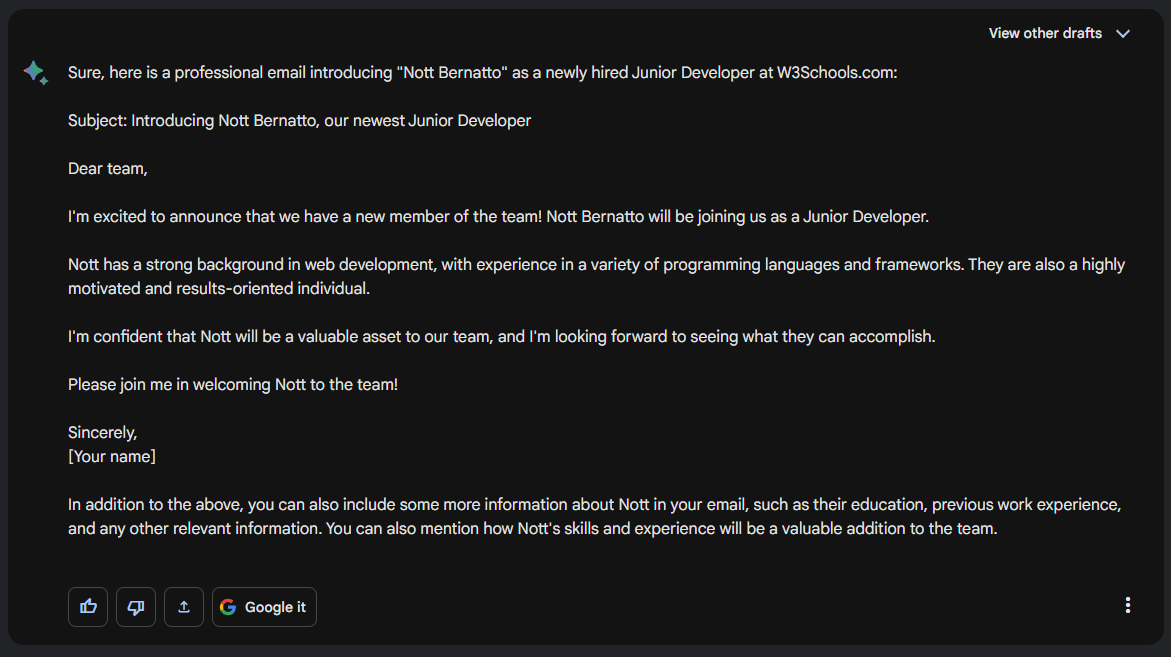 View other drafts
Sure, here is a professional email introducing "Nott Bernatto" as a newly hired Junior Developer at W3Schools.com:
Subject: Introducing Nott Bernatto, our newest Junior Developer
Dear team,
I'm excited to announce that we have a new member of the team! Nott Bernatto will be joining us as a Junior Developer.
Nott has a strong background in web development, with experience in a variety of programming languages and frameworks. They are also a highly
motivated and results-oriented individual.
I'm confident that Nott will be a valuable asset to our team, and I'm looking forward to seeing what they can accomplish.
Please join me in welcoming Nott to the team!
Sincerely,
[Your name]
In addition to the above, you can also include some more information about Nott in your email, such as their education, previous work experience,
and any other relevant information. You can also mention how Nott's skills and experience will be a valuable addition to the team.
Google it